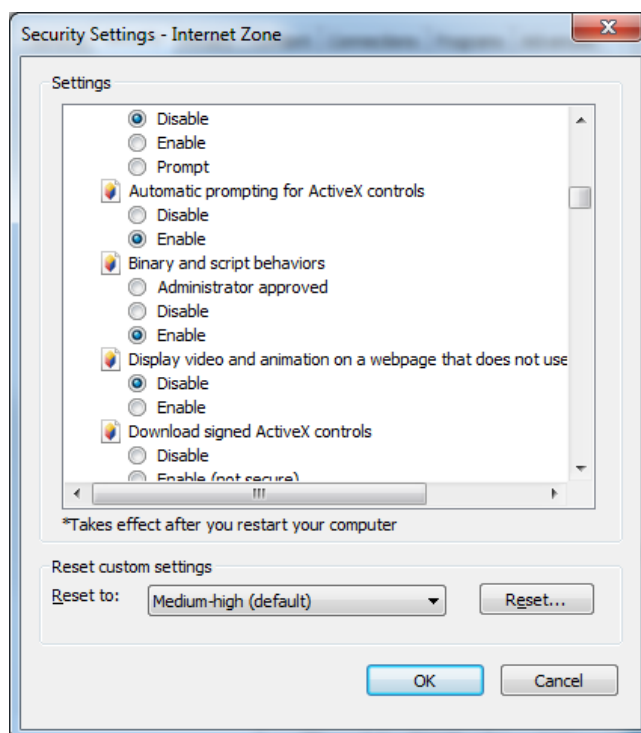 Security Settings - Internet Zone
Settings
Disable
Enable
Prompt
Automatic prompting for ActiveX controls
Disable
Enable
Binary and script behaviors
Administrator approved
Disable
Enable
Display video and animation on a webpage that does not use
Disable
Enable
Download signed ActiveX controls
Disable
Enable (not secure)
*Takes effect after you restart your computer
Reset custom settings
Reset to: Medium-high (default) Reset...
OK Cancel